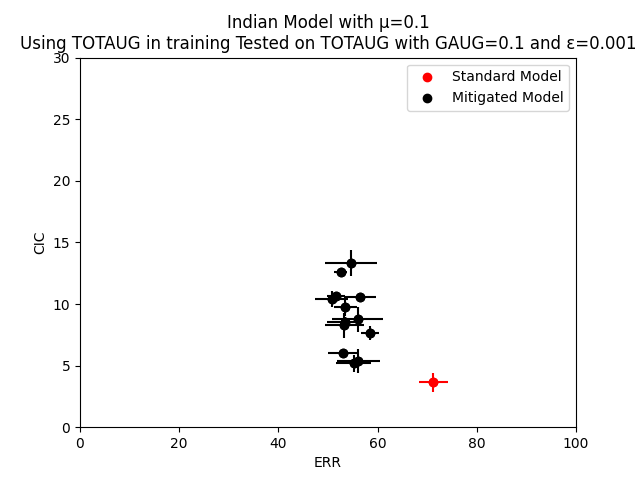 Indian Model with μ=0.1
Using TOTAUG in training Tested on TOTAUG with GAUG=0.1 and ε=0.001
Standard Model
Mitigated Model
30
25
20
15
10
5
0
CIC
0 20 40 60 80 100
ERR